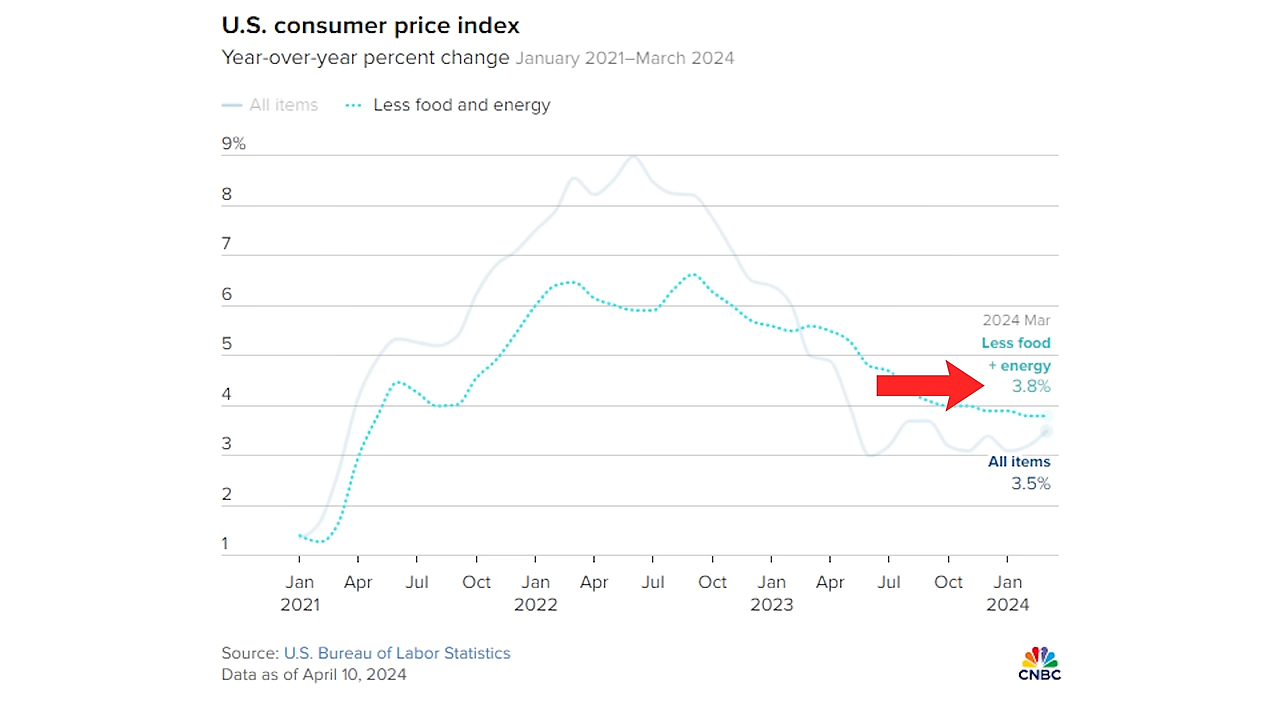 U.S. consumer price index
Year-over-year percent change January 2021–March 2024
All items Less food and energy
9%
8
7
6
5
4
3
2
1
2024 Mar
Less food
+ energy
3.8%
All items
3.5%
Jan Apr Jul Oct Jan Apr Jul Oct Jan Apr Jul Oct Jan
2021 2022 2023 2024
Source: U.S. Bureau of Labor Statistics
Data as of April 10, 2024
CNBC